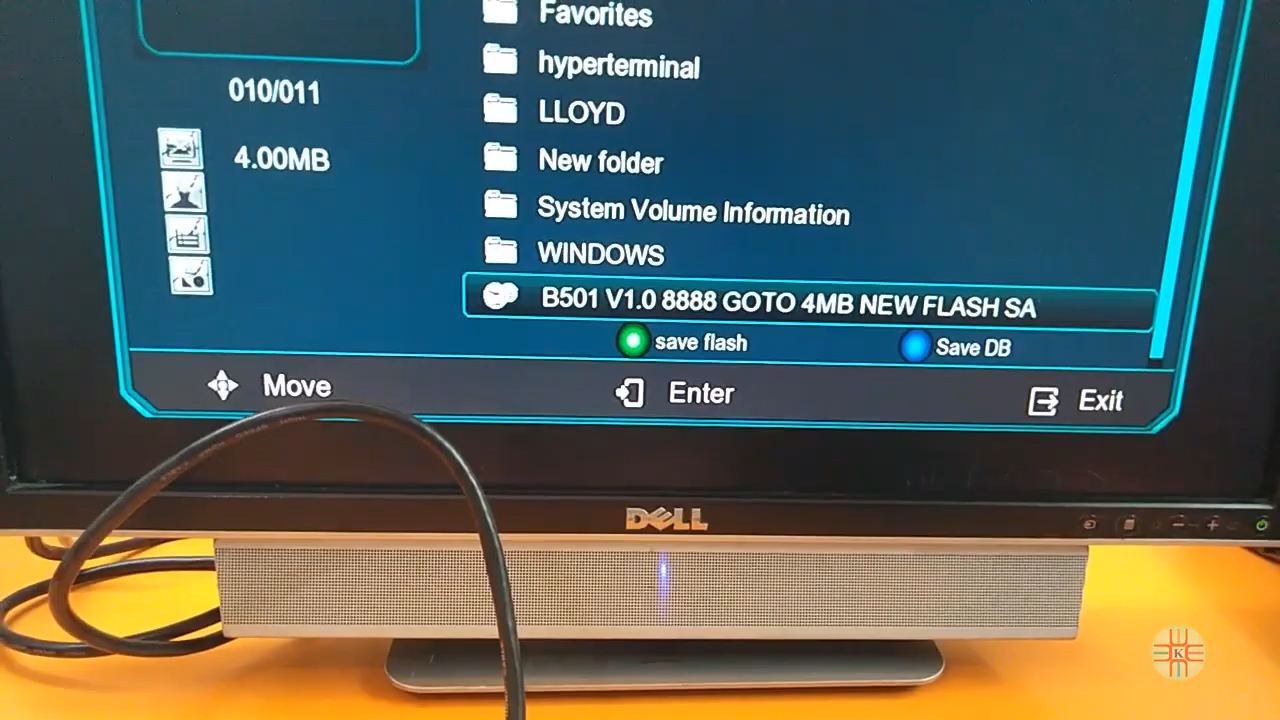 Favorites
hyperterminal
010/011
LLOYD
4.00MB
New folder
System Volume Information
WINDOWS
B501 V1.0 8888 GOTO 4MB NEW FLASH SA
save flash
Save DB
Move
Enter
Exit
DELL
K